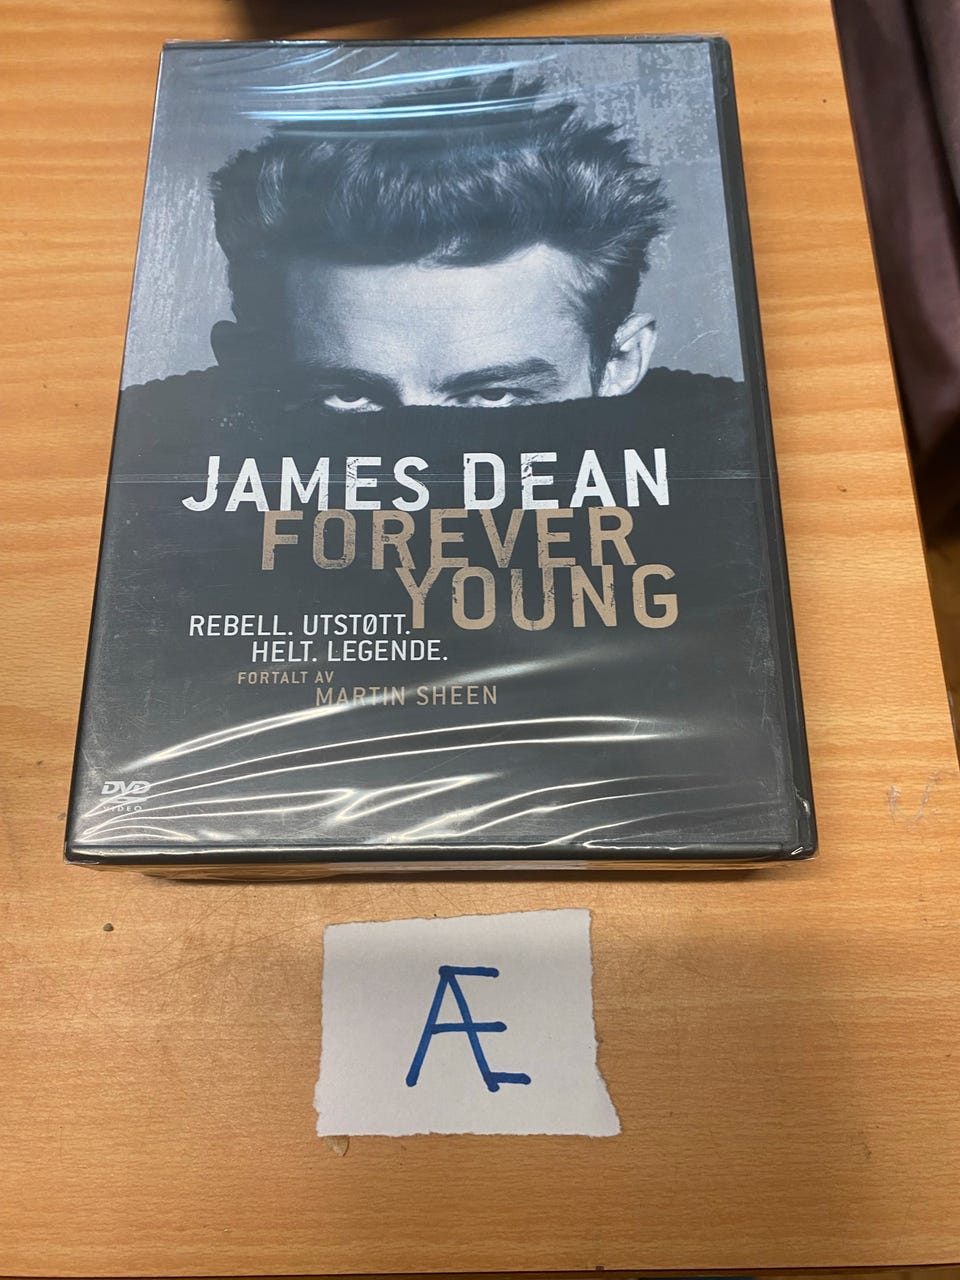 JAMES DEAN
FOREVER
YOUNG
REBELL. UTSTØTT.
HELT. LEGENDE.
FORTALT AV
MARTIN SHEEN
DVD
VIDEO
Æ